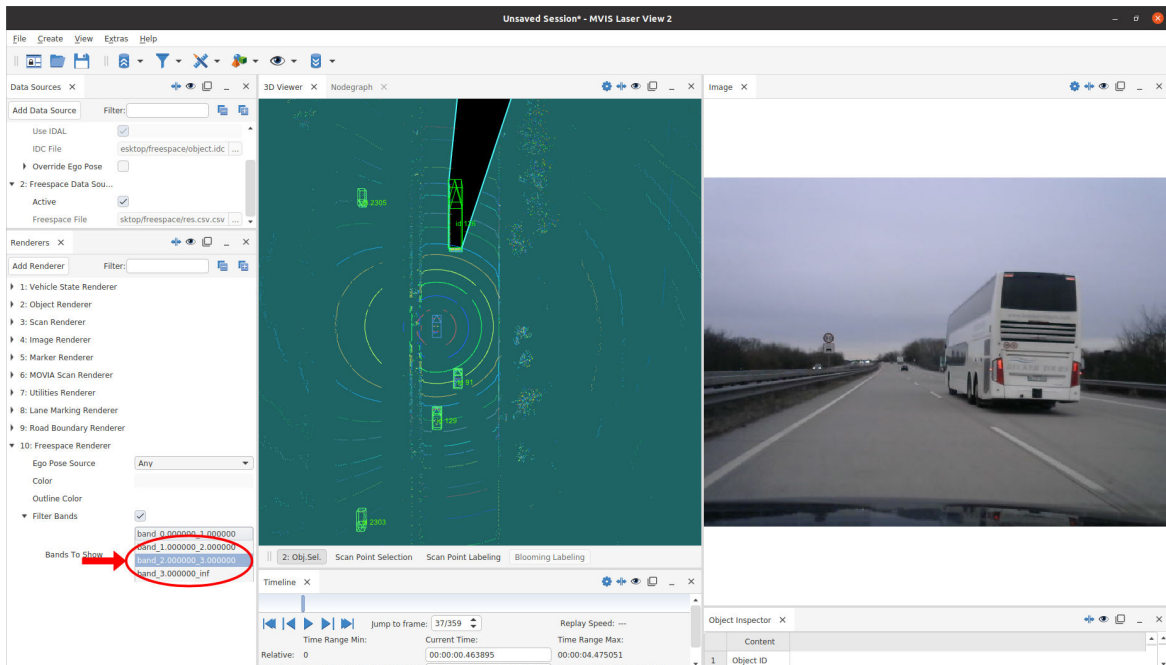 Unsaved Session* - MVIS Laser View 2
File Create View Extras Help
Data Sources
Add Data Source Filter:
Use IDAL
IDC File esktop/freespace/object.idc ...
Override Ego Pose
2: Freespace Data Sou...
Active
Freespace File sktop/freespace/res.csv.csv ...
Renderers
Add Renderer Filter:
1: Vehicle State Renderer
2: Object Renderer
3: Scan Renderer
4: Image Renderer
5: Marker Renderer
6: MOVIA Scan Renderer
7: Utilities Renderer
8: Lane Marking Renderer
9: Road Boundary Renderer
10: Freespace Renderer
Ego Pose Source Any
Color
Outline Color
Filter Bands
band_0.000000_1.000000
band_1.000000_2.000000
Bands To Show
band_2.000000_3.000000
band_3.000000_inf
3D Viewer Nodegraph
2305
91
129
2303
2: Obj.Sel. Scan Point Selection Scan Point Labeling Blooming Labeling
Timeline
Jump to frame: 37/359 Replay Speed: ---
Time Range Min: Current Time: Time Range Max:
Relative: 0 00:00:00.463895 00:00:04.475051
Image
Object Inspector
Content
1 Object ID